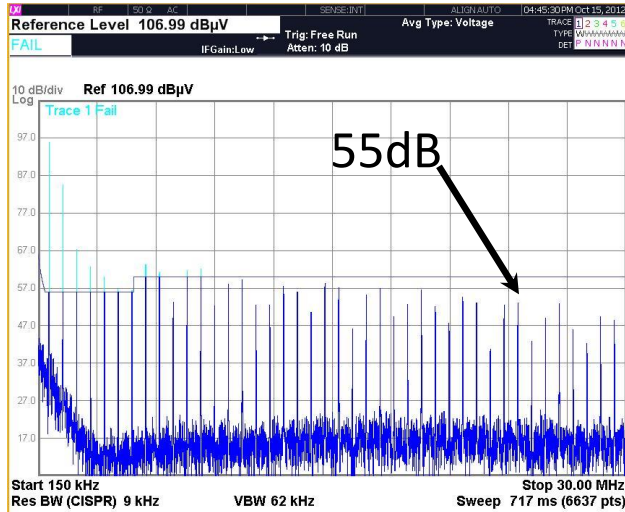 LXI RF 50 Ω AC SENSE:INT ALIGN AUTO 04:45:30 PM Oct 15, 2012
Reference Level 106.99 dBµV
Avg Type: Voltage
TRACE 1 2 3 4 5 6
FAIL
IFGain:Low
Trig: Free Run
Atten: 10 dB
TYPE
DET P N N N N
10 dB/div Ref 106.99 dBµV
Log
Trace 1 Fail
97.0
55dB
87.0
77.0
67.0
57.0
47.0
37.0
27.0
17.0
Start 150 kHz
Stop 30.00 MHz
Res BW (CISPR) 9 kHz
VBW 62 kHz
Sweep 717 ms (6637 pts)